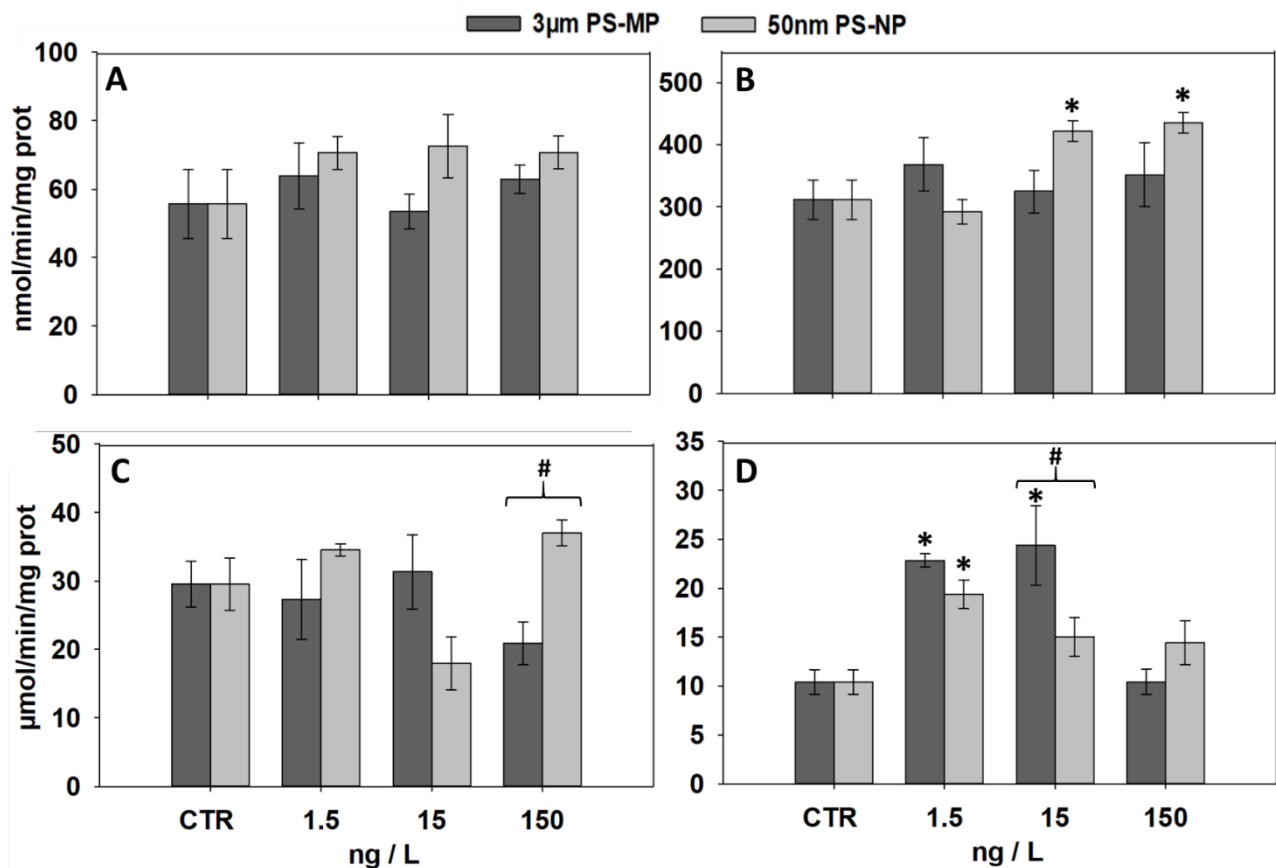 3µm PS-MP 50nm PS-NP
A
100
80
60
40
20
0
nmol/min/mg prot
B
500
400
300
200
100
0
* *
C
50
40
30
20
10
0
µmol/min/mg prot
#
CTR 1.5 15 150
ng / L
D
35
30
25
20
15
10
5
0
#
* * *
CTR 1.5 15 150
ng / L